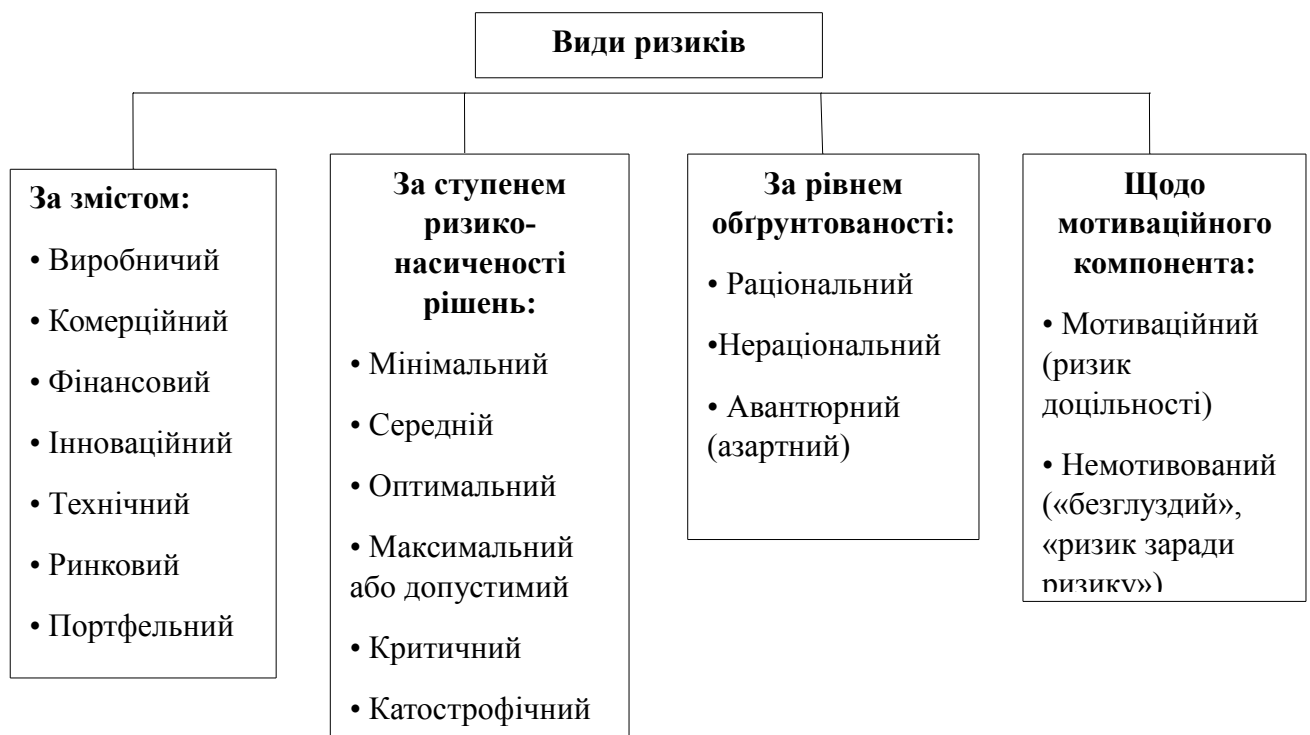 Види ризиків
За змістом:
• Виробничий
• Комерційний
• Фінансовий
• Інноваційний
• Технічний
• Ринковий
• Портфельний
За ступенем
ризико-
насиченості
рішень:
• Мінімальний
• Середній
• Оптимальний
• Максимальний
або допустимий
• Критичний
• Катострофічний
За рівнем
обґрунтованості:
• Раціональний
•Нераціональний
• Авантюрний
(азартний)
Щодо
мотиваційного
компонента:
• Мотиваційний
(ризик
доцільності)
• Немотивований
(«безглуздий»,
«ризик заради
ризику»)